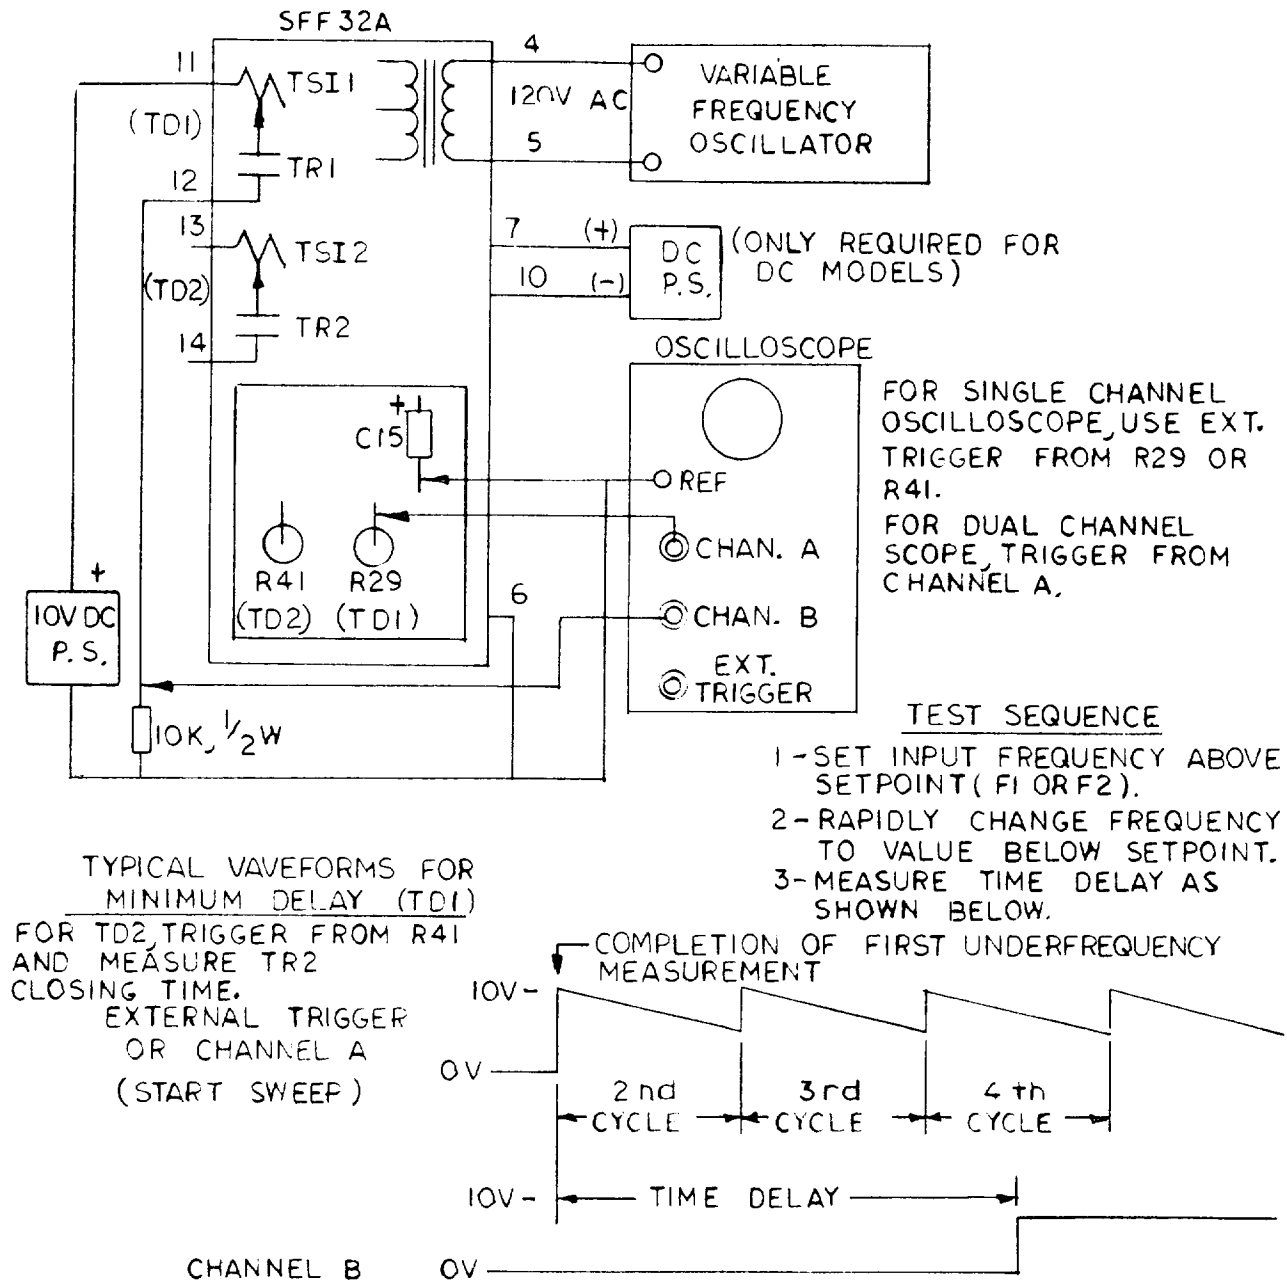 SFF32A
11
TSI1
(TD1)
TR1
12
13
TSI2
(TD2)
TR2
14
4
120V AC
5
VARIABLE
FREQUENCY
OSCILLATOR
7 (+)
10 (-)
DC
P.S.
(ONLY REQUIRED FOR
DC MODELS)
OSCILLOSCOPE
REF
CHAN. A
CHAN. B
EXT.
TRIGGER
FOR SINGLE CHANNEL
OSCILLOSCOPE, USE EXT.
TRIGGER FROM R29 OR
R41.
FOR DUAL CHANNEL
SCOPE, TRIGGER FROM
CHANNEL A.
+
C15
R41
(TD2)
R29
(TD1)
6
+
10V DC
P.S.
10K, 1/2W
TEST SEQUENCE
1-SET INPUT FREQUENCY ABOVE
SETPOINT (F1 OR F2).
2-RAPIDLY CHANGE FREQUENCY
TO VALUE BELOW SETPOINT.
3-MEASURE TIME DELAY AS
SHOWN BELOW.
TYPICAL VAVEFORMS FOR
MINIMUM DELAY (TD1)
FOR TD2, TRIGGER FROM R41
AND MEASURE TR2
CLOSING TIME.
EXTERNAL TRIGGER
OR CHANNEL A
(START SWEEP)
COMPLETION OF FIRST UNDERFREQUENCY
MEASUREMENT
10V-
0V
2nd
CYCLE
3rd
CYCLE
4th
CYCLE
10V-
TIME DELAY
CHANNEL B 0V